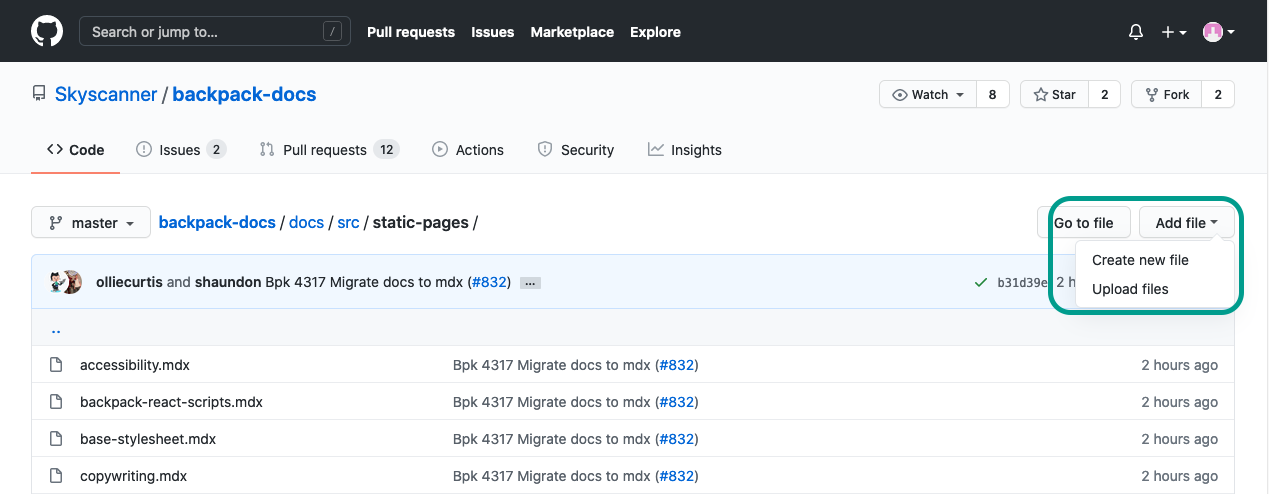 Search or jump to… /
Pull requests Issues Marketplace Explore
Skyscanner / backpack-docs
Watch 8 Star 2 Fork 2
Code Issues 2 Pull requests 12 Actions Security Insights
master backpack-docs / docs / src / static-pages / Go to file Add file
Create new file
Upload files
olliecurtis and shaundon Bpk 4317 Migrate docs to mdx (#832) … b31d39e 2 h
..
accessibility.mdx Bpk 4317 Migrate docs to mdx (#832) 2 hours ago
backpack-react-scripts.mdx Bpk 4317 Migrate docs to mdx (#832) 2 hours ago
base-stylesheet.mdx Bpk 4317 Migrate docs to mdx (#832) 2 hours ago
copywriting.mdx Bpk 4317 Migrate docs to mdx (#832) 2 hours ago